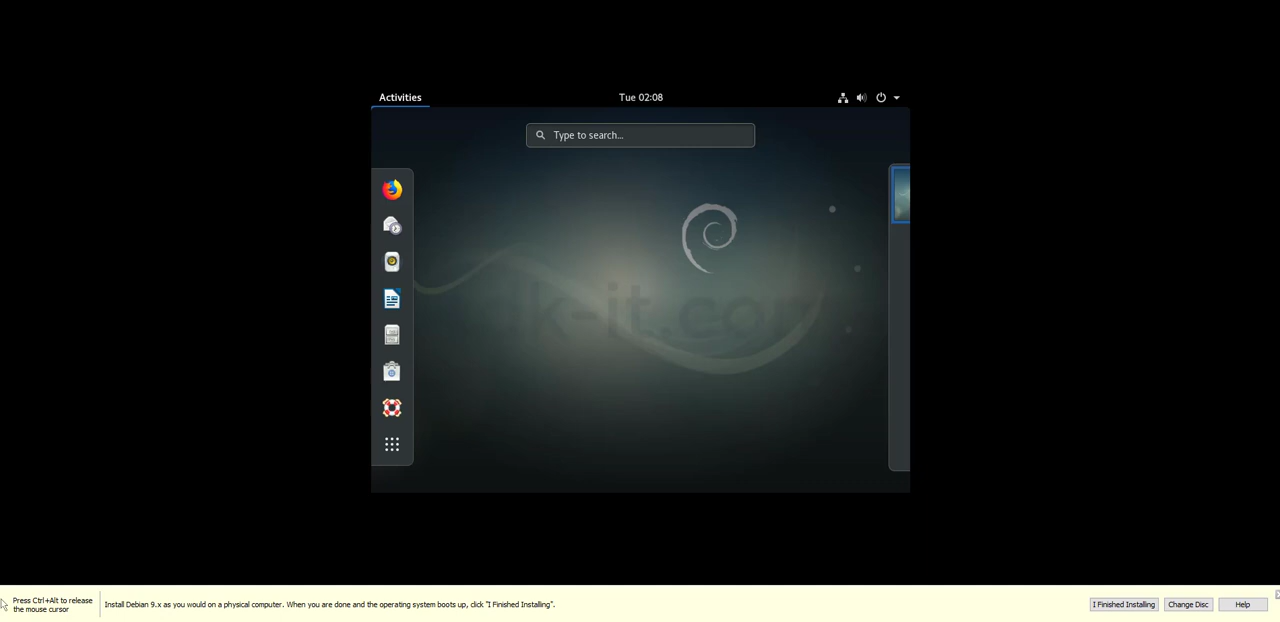 Activities
Tue 02:08
Type to search...
Press Ctrl+Alt to release
the mouse cursor
Install Debian 9.x as you would on a physical computer. When you are done and the operating system boots up, click "I Finished Installing".
I Finished Installing
Change Disc
Help